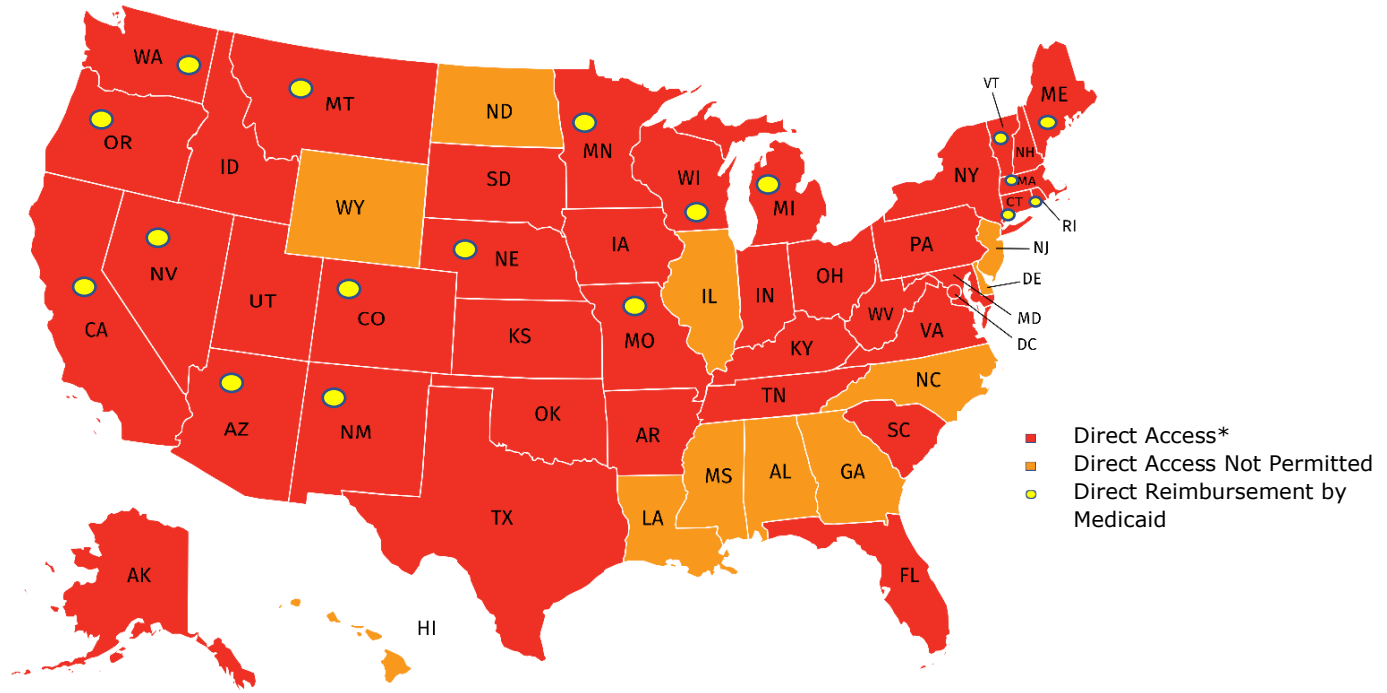 WA
MT
ND
MN
VT
ME
OR
ID
SD
WI
MI
NY
NH
MA
CT
RI
WY
NV
UT
CO
NE
IA
IL
IN
OH
PA
NJ
DE
MD
DC
CA
KS
MO
KY
WV
VA
AZ
NM
OK
AR
TN
NC
SC
TX
LA
MS
AL
GA
FL
AK
HI
Direct Access*
Direct Access Not Permitted
Direct Reimbursement by
Medicaid